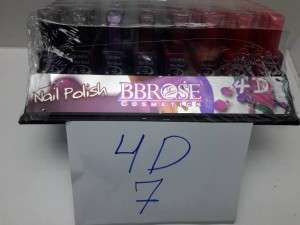 Nail Polish BBROSE 4D
COSMETICS
4D
7